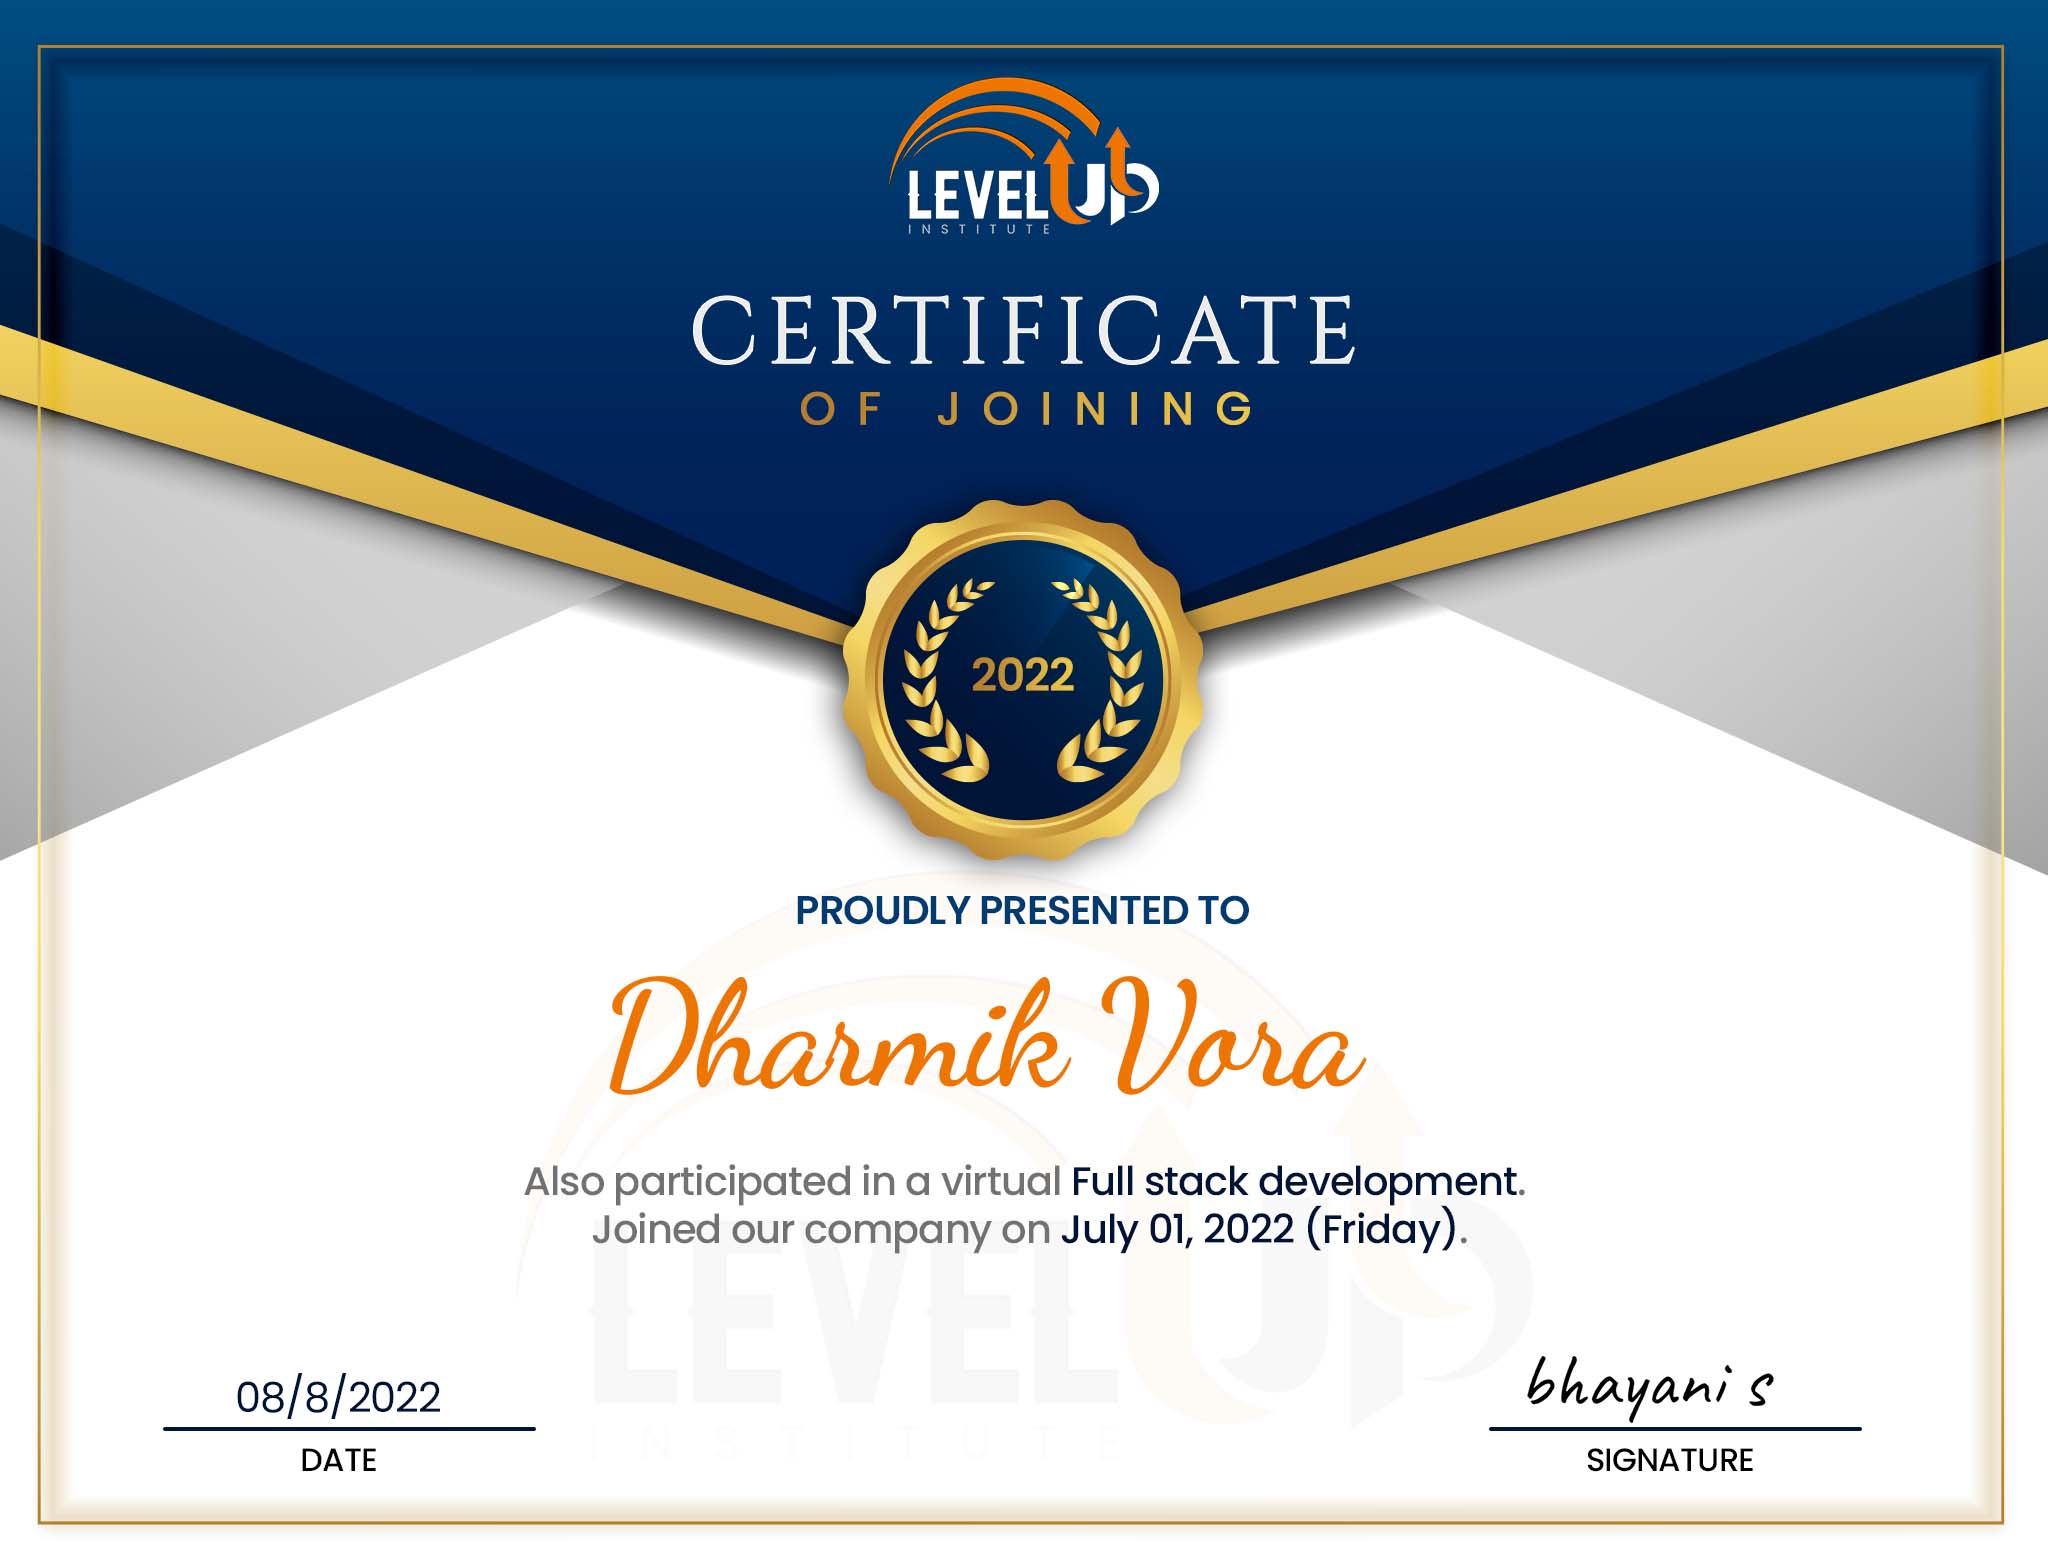 LEVEL UP
INSTITUTE
CERTIFICATE
OF JOINING
2022
PROUDLY PRESENTED TO
Dharmik Vora
Also participated in a virtual Full stack development.
Joined our company on July 01, 2022 (Friday).
LEVEL UP
INSTITUTE
08/8/2022
DATE
bhayani s
SIGNATURE